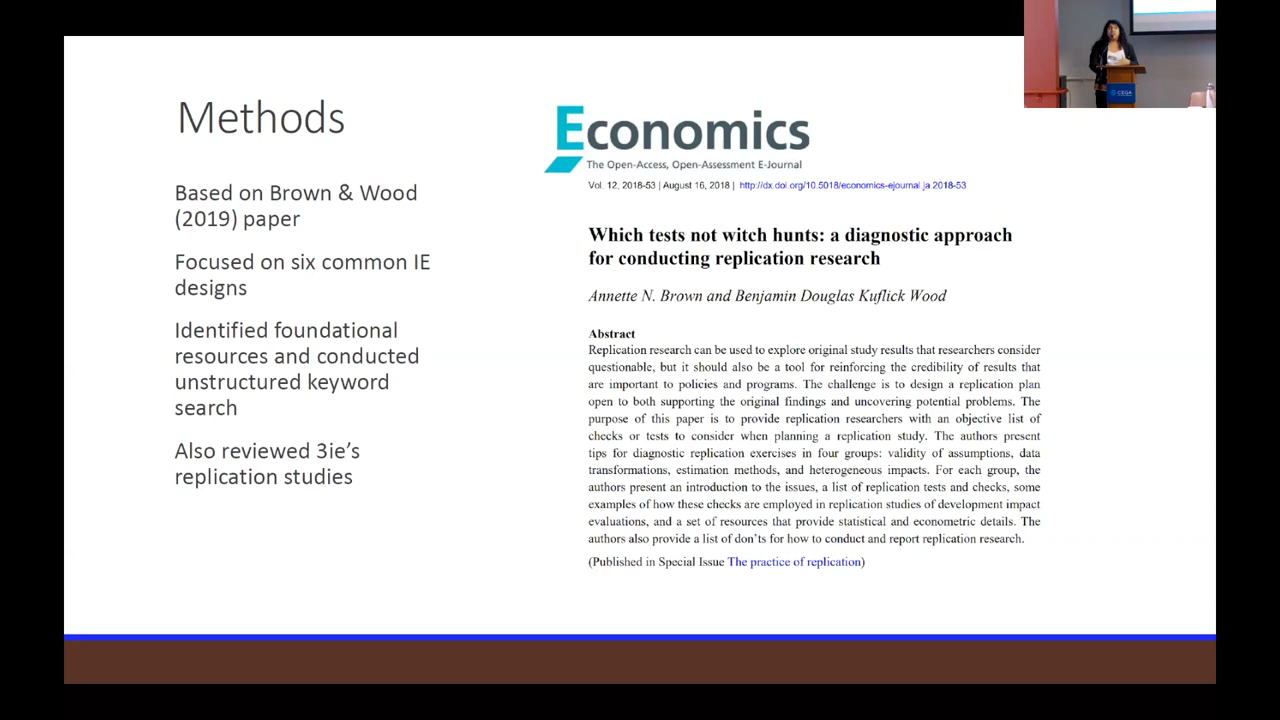 Methods
Based on Brown & Wood
(2019) paper
Focused on six common IE
designs
Identified foundational
resources and conducted
unstructured keyword
search
Also reviewed 3ie's
replication studies
Economics
The Open-Access, Open-Assessment E-Journal
Vol. 12, 2018-53 | August 16, 2018 | http://dx.doi.org/10.5018/economics-ejournal.ja.2018-53
Which tests not witch hunts: a diagnostic approach
for conducting replication research
Annette N. Brown and Benjamin Douglas Kuflick Wood
Abstract
Replication research can be used to explore original study results that researchers consider
questionable, but it should also be a tool for reinforcing the credibility of results that
are important to policies and programs. The challenge is to design a replication plan
open to both supporting the original findings and uncovering potential problems. The
purpose of this paper is to provide replication researchers with an objective list of
checks or tests to consider when planning a replication study. The authors present
tips for diagnostic replication exercises in four groups: validity of assumptions, data
transformations, estimation methods, and heterogeneous impacts. For each group, the
authors present an introduction to the issues, a list of replication tests and checks, some
examples of how these checks are employed in replication studies of development impact
evaluations, and a set of resources that provide statistical and econometric details. The
authors also provide a list of don'ts for how to conduct and report replication research.
(Published in Special Issue The practice of replication)
CEGA